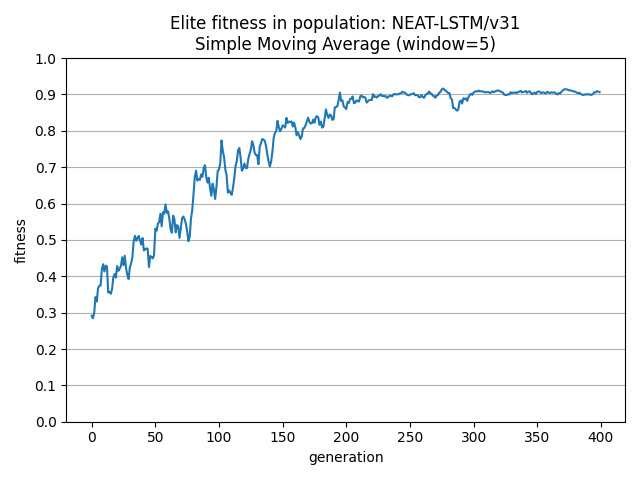 Elite fitness in population: NEAT-LSTM/v31
Simple Moving Average (window=5)
1.0
0.9
0.8
0.7
0.6
0.5
0.4
0.3
0.2
0.1
0.0
fitness
0 50 100 150 200 250 300 350 400
generation